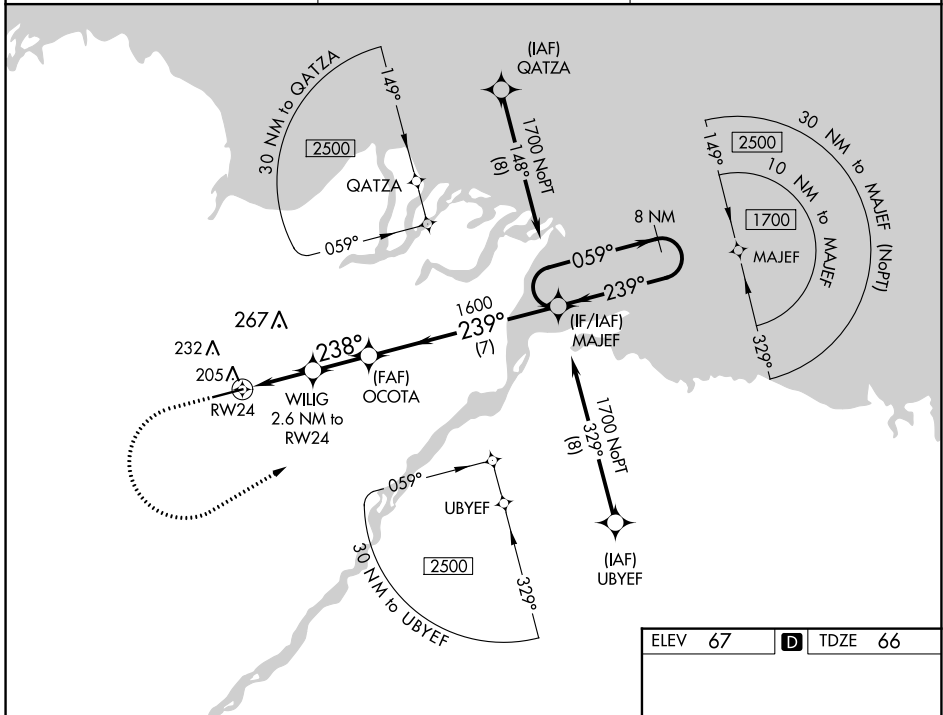 (IAF)
QATZA
30 NM to QATZA
149°
2500
QATZA
059°
1700 NoPT
148°
(8)
30 NM to MAJEF (NoPT)
2500
149°
10 NM to MAJEF
1700
MAJEF
329°
8 NM
059°
239°
(IF/IAF)
MAJEF
1600
239°
(7)
267
232
205
238°
(FAF)
OCOTA
RW24
WILIG
2.6 NM to
RW24
1700 NoPT
329°
(8)
059°
UBYEF
2500
329°
30 NM to UBYEF
(IAF)
UBYEF
ELEV 67 D TDZE 66